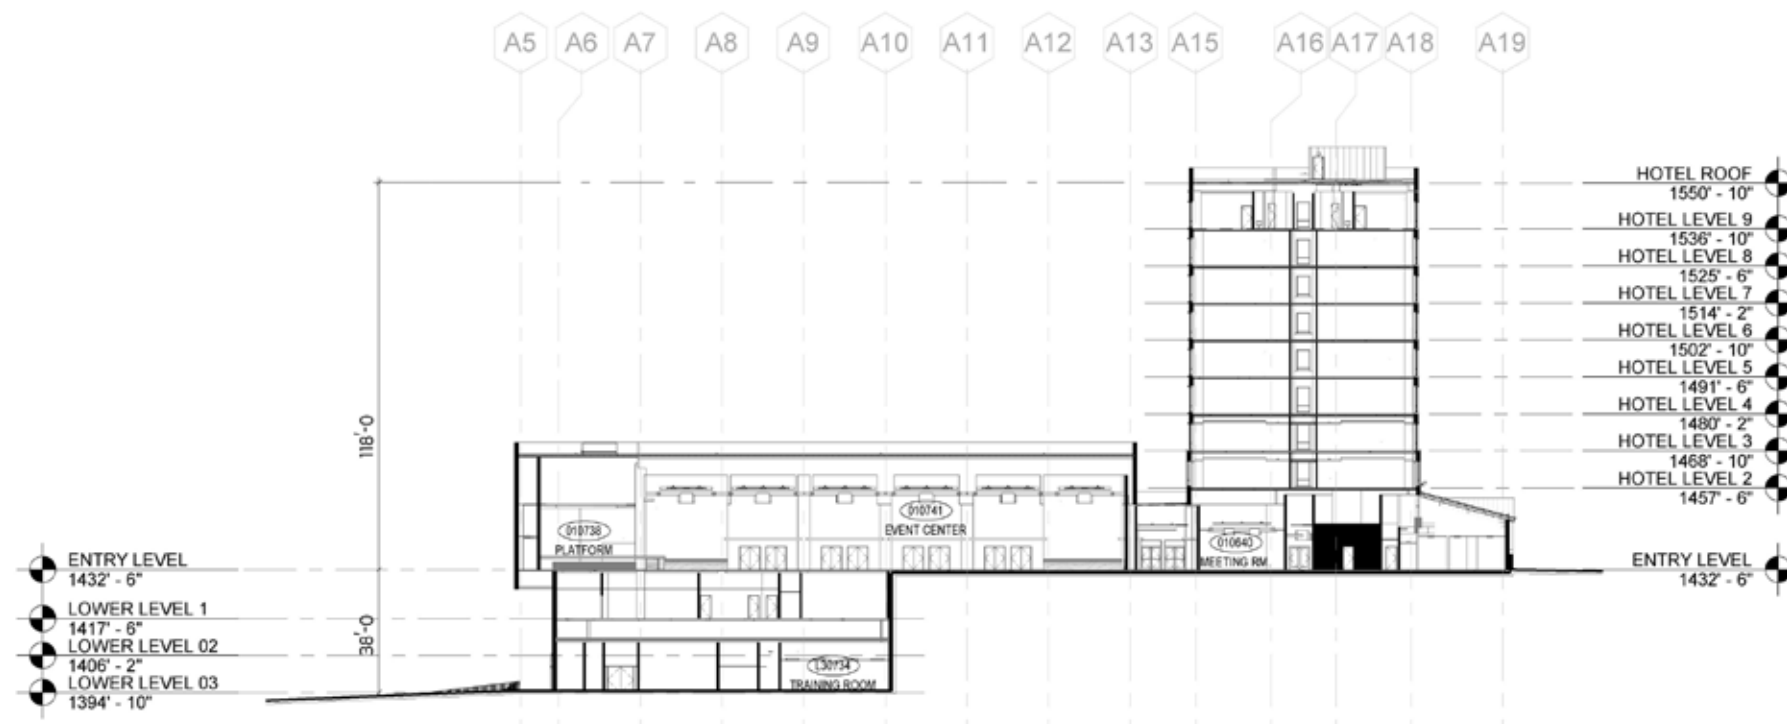 A5 A6 A7 A8 A9 A10 A11 A12 A13 A15 A16 A17 A18 A19
HOTEL ROOF
1550' - 10"
HOTEL LEVEL 9
1536' - 10"
HOTEL LEVEL 8
1525' - 6"
HOTEL LEVEL 7
1514' - 2"
HOTEL LEVEL 6
1502' - 10"
HOTEL LEVEL 5
1491' - 6"
HOTEL LEVEL 4
1480' - 2"
HOTEL LEVEL 3
1468' - 10"
HOTEL LEVEL 2
1457' - 6"
ENTRY LEVEL
1432' - 6"
118'-0
38'-0
010738
PLATFORM
010741
EVENT CENTER
010640
MEETING RM
L30734
TRAINING ROOM
ENTRY LEVEL
1432' - 6"
LOWER LEVEL 1
1417' - 6"
LOWER LEVEL 02
1406' - 2"
LOWER LEVEL 03
1394' - 10"